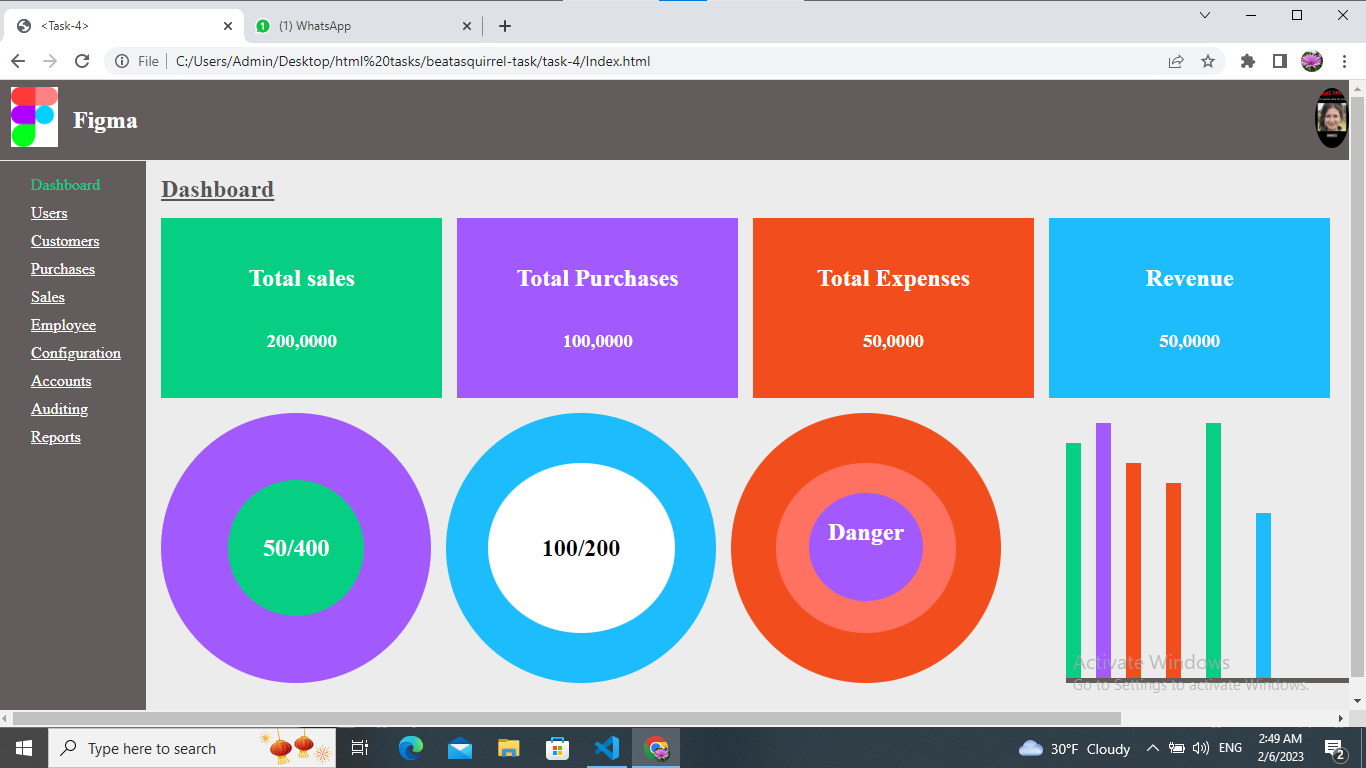 <Task-4>
(1) WhatsApp
File
C:/Users/Admin/Desktop/html%20tasks/beatasquirrel-task/task-4/Index.html
Figma
Dashboard
Users
Customers
Purchases
Sales
Employee
Configuration
Accounts
Auditing
Reports
Dashboard
Total sales
200,0000
Total Purchases
100,0000
Total Expenses
50,0000
Revenue
50,0000
50/400
100/200
Danger
Activate Windows
Go to Settings to activate Windows.
Type here to search
30°F Cloudy
ENG
2:49 AM
2/6/2023
2